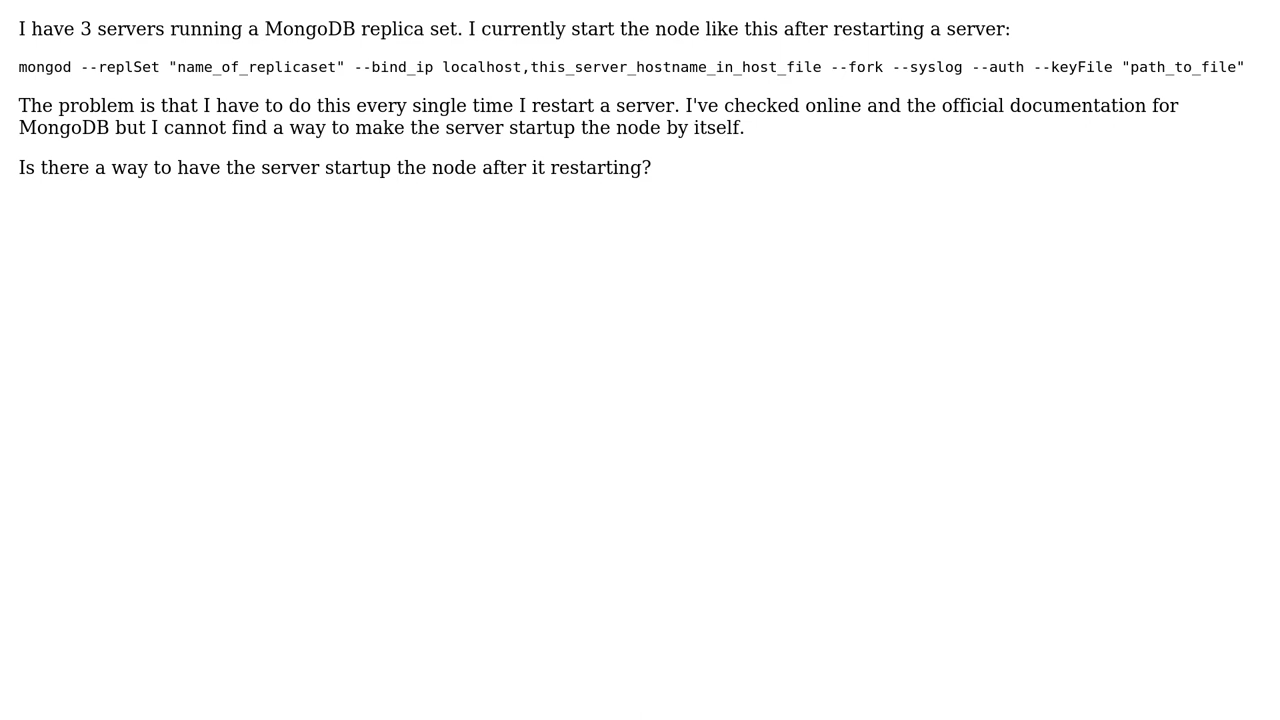 I have 3 servers running a MongoDB replica set. I currently start the node like this after restarting a server:
mongod --replSet "name_of_replicaset" --bind_ip localhost,this_server_hostname_in_host_file --fork --syslog --auth --keyFile "path_to_file"
The problem is that I have to do this every single time I restart a server. I've checked online and the official documentation for
MongoDB but I cannot find a way to make the server startup the node by itself.
Is there a way to have the server startup the node after it restarting?